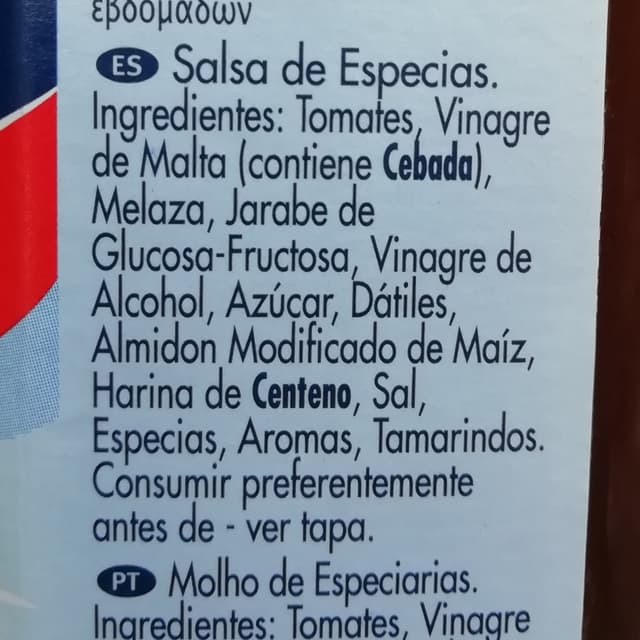 εβδομάδων
ES Salsa de Especias.
Ingredientes: Tomates, Vinagre
de Malta (contiene Cebada),
Melaza, Jarabe de
Glucosa-Fructosa, Vinagre de
Alcohol, Azúcar, Dátiles,
Almidon Modificado de Maíz,
Harina de Centeno, Sal,
Especias, Aromas, Tamarindos.
Consumir preferentemente
antes de - ver tapa.
PT Molho de Especiarias.
Ingredientes: Tomates, Vinagre